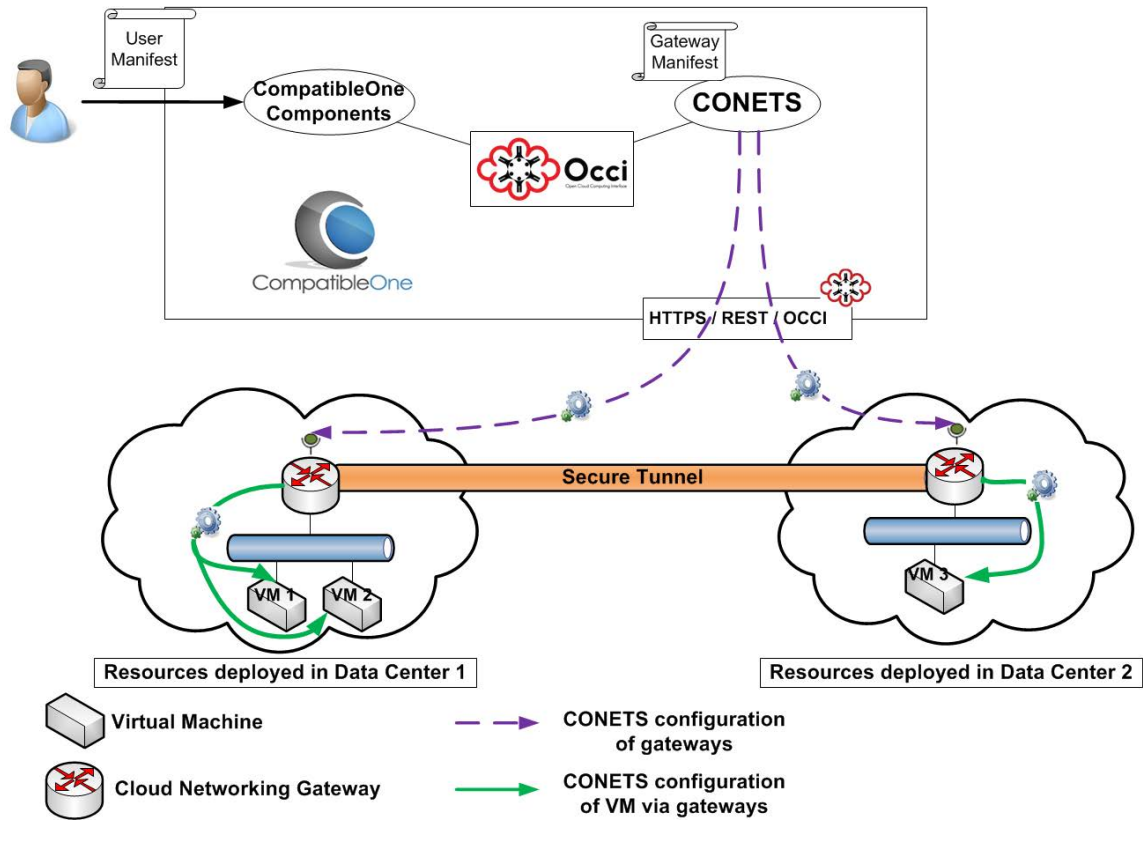 User
Manifest
Gateway
Manifest
CompatibleOne
Components
CONETS
Occi
Open Cloud Computing Interface
CompatibleOne
HTTPS / REST / OCCI
Secure Tunnel
VM 1
VM 2
VM 3
Resources deployed in Data Center 1
Resources deployed in Data Center 2
Virtual Machine
CONETS configuration
of gateways
Cloud Networking Gateway
CONETS configuration
of VM via gateways